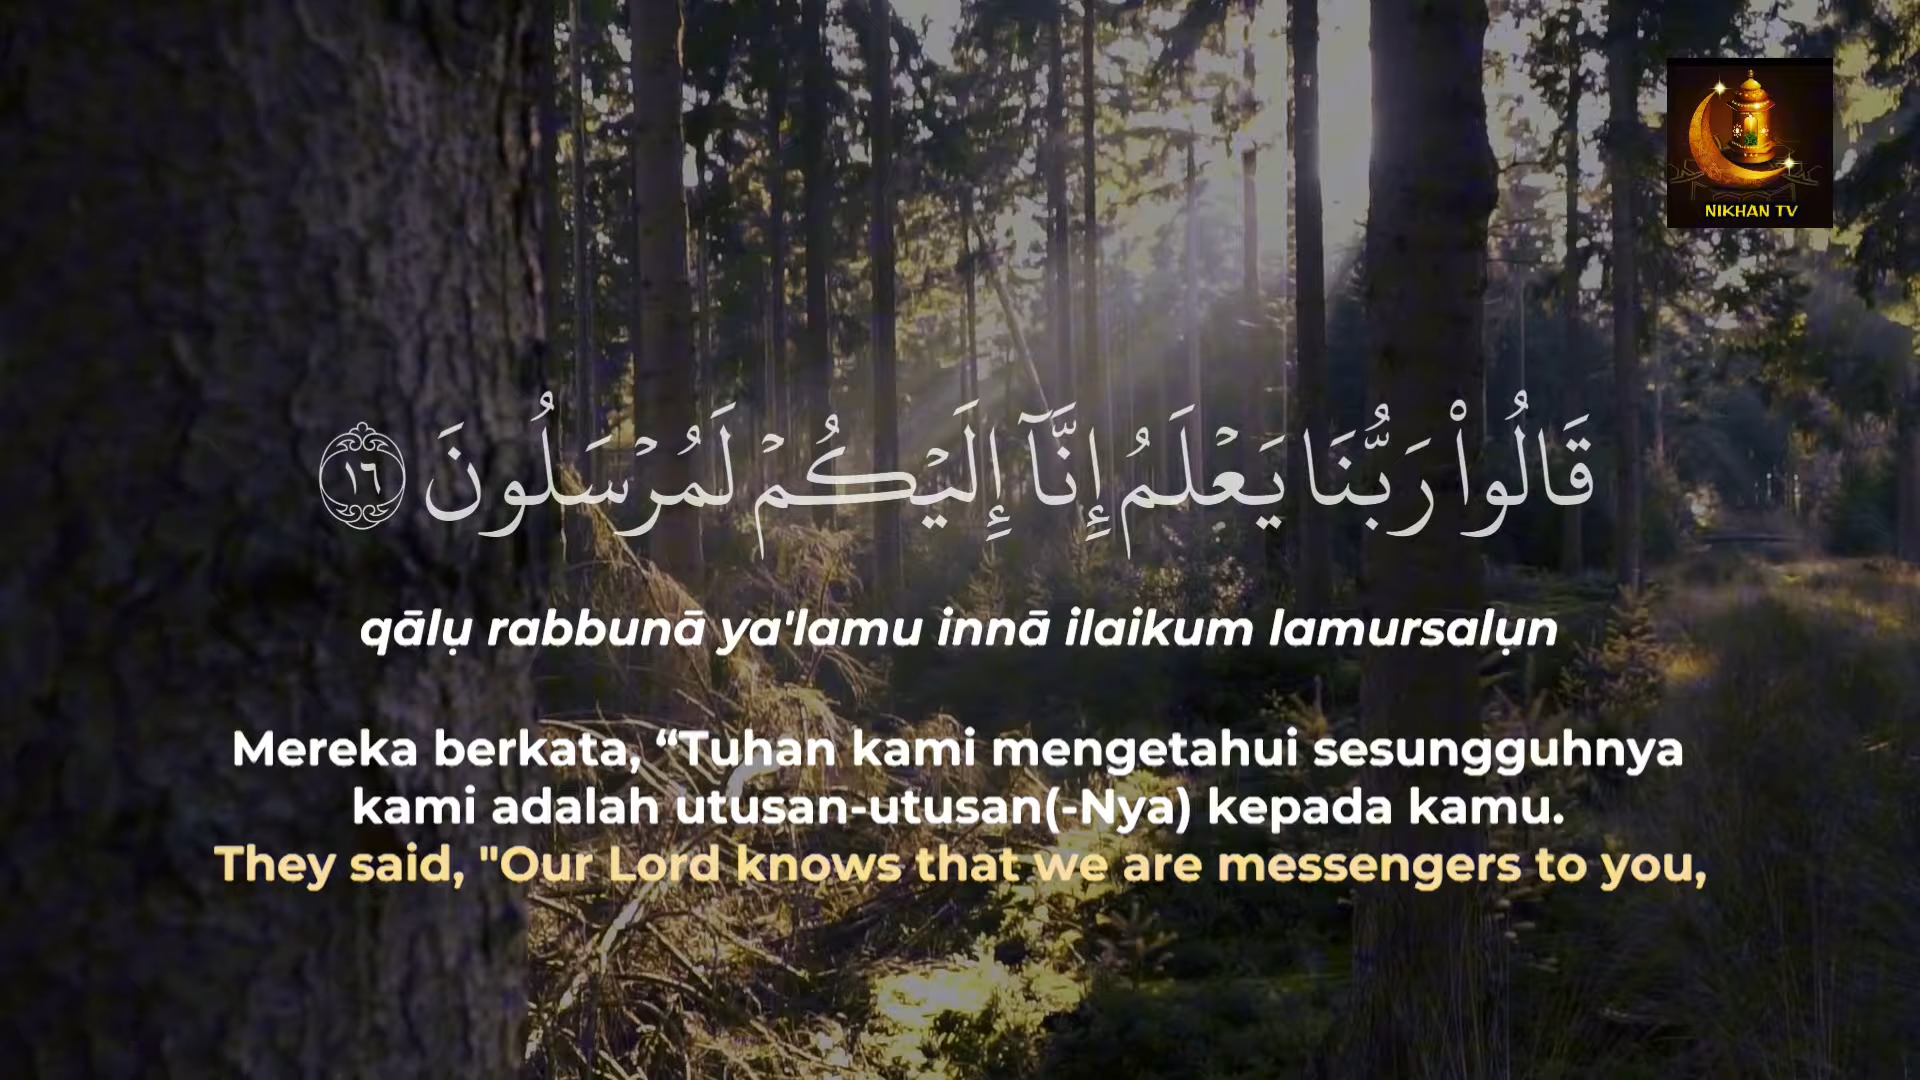 NIKHAN TV
قَالُوا۟ رَبُّنَا يَعْلَمُ إِنَّآ إِلَيْكُمْ لَمُرْسَلُونَ ١٦
qālụ rabbunā ya'lamu innā ilaikum lamursalụn
Mereka berkata, “Tuhan kami mengetahui sesungguhnya
kami adalah utusan-utusan(-Nya) kepada kamu.
They said, "Our Lord knows that we are messengers to you,